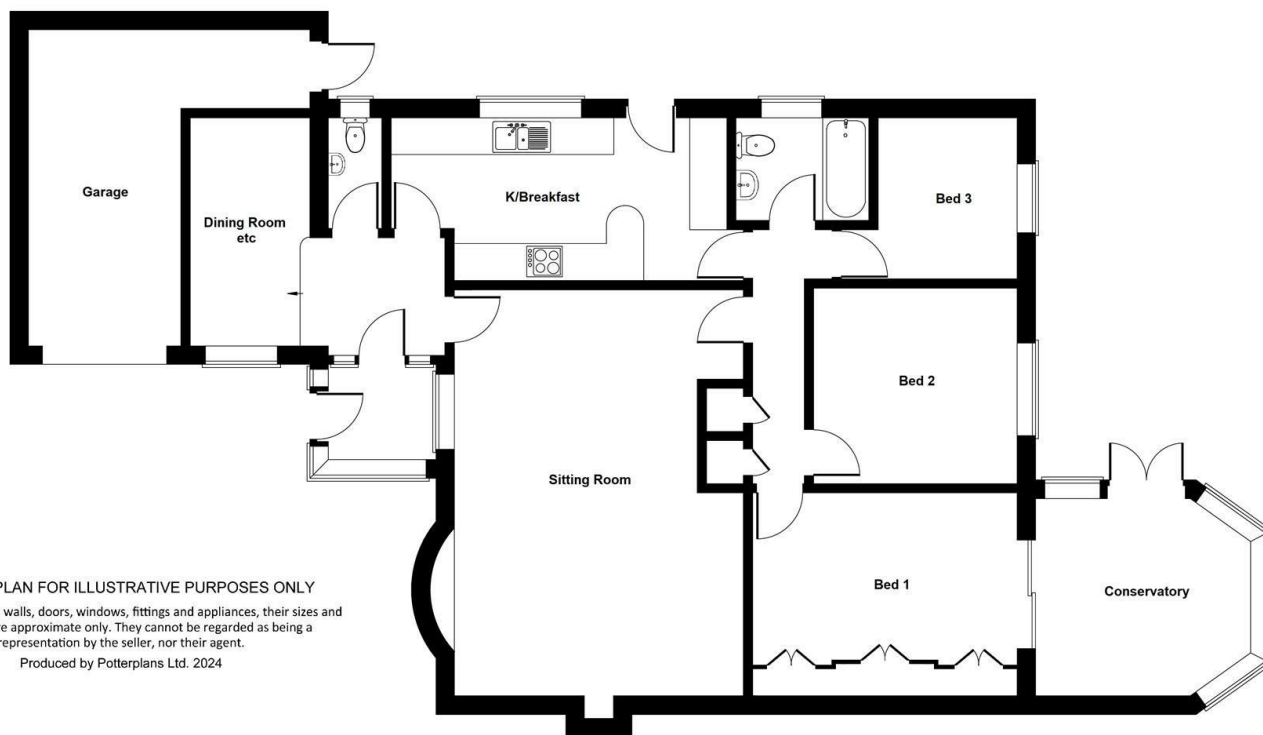 Garage
Dining Room
etc
K/Breakfast
Bed 3
Bed 2
Sitting Room
Bed 1
Conservatory
PLAN FOR ILLUSTRATIVE PURPOSES ONLY
walls, doors, windows, fittings and appliances, their sizes and
approximate only. They cannot be regarded as being a
representation by the seller, nor their agent.
Produced by Potterplans Ltd. 2024